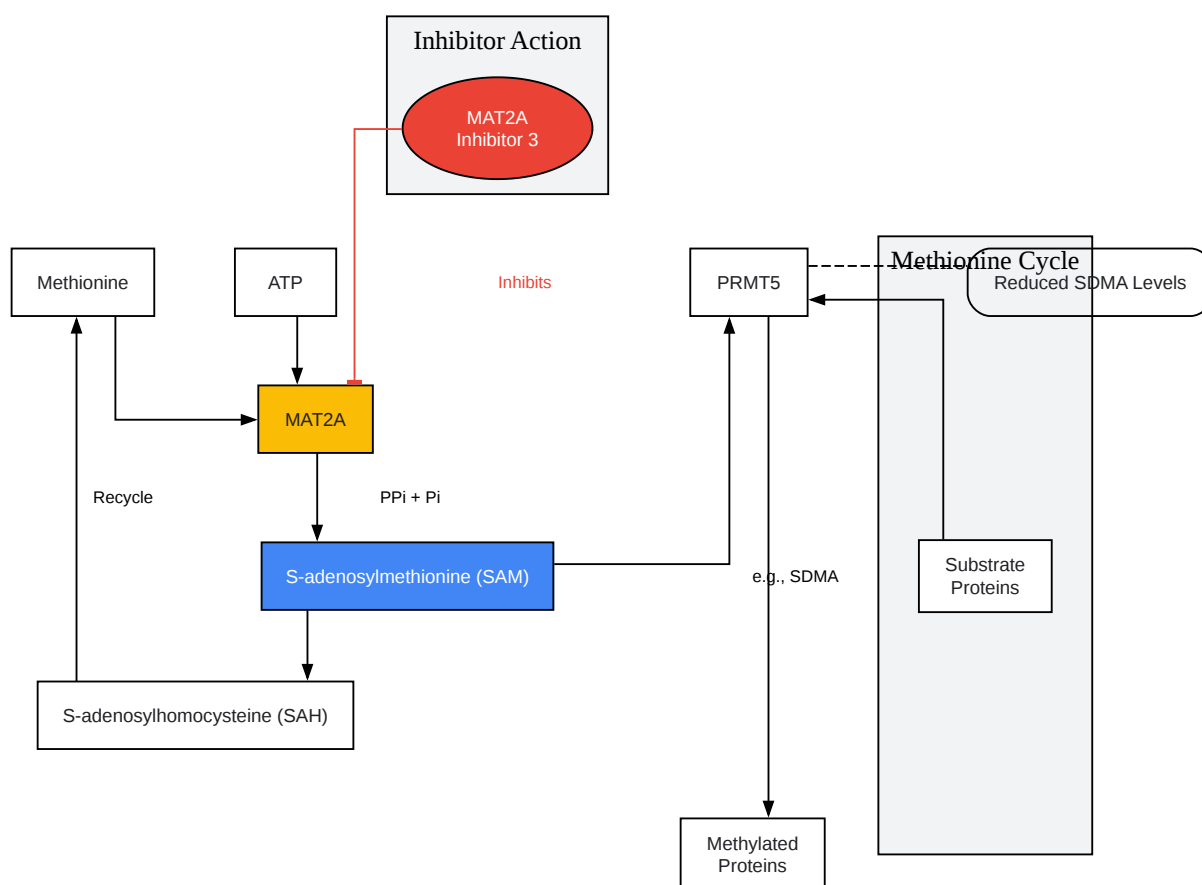 Inhibitor Action
MAT2A
Inhibitor 3
Methionine
ATP
Inhibits
PRMT5
Methionine Cycle
Reduced SDMA Levels
MAT2A
Recycle
PPi + Pi
S-adenosylmethionine (SAM)
e.g., SDMA
Substrate
Proteins
S-adenosylhomocysteine (SAH)
Methylated
Proteins